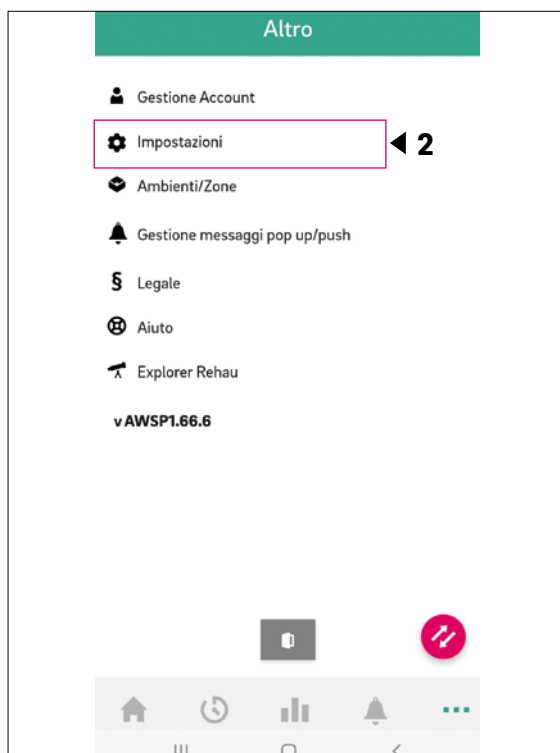 Altro
Gestione Account
Impostazioni
2
Ambienti/Zone
Gestione messaggi pop up/push
§ Legale
Aiuto
Explorer Rehau
v AWSP1.66.6